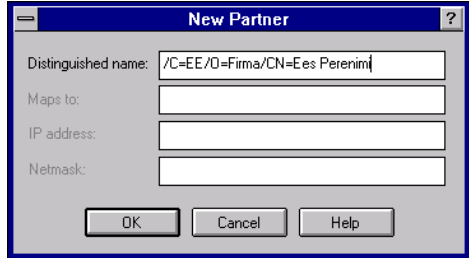 New Partner
?
Distinguished name: /C=EE/O=Firma/CN=Ees Perenimi
Maps to:
IP address:
Netmask:
OK Cancel Help